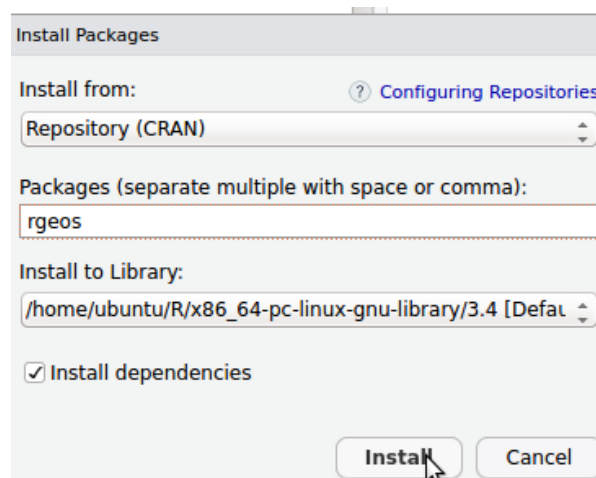 Install Packages
Install from:
? Configuring Repositories
Repository (CRAN)
Packages (separate multiple with space or comma):
rgeos
Install to Library:
/home/ubuntu/R/x86_64-pc-linux-gnu-library/3.4 [Defau
Install dependencies
Install Cancel